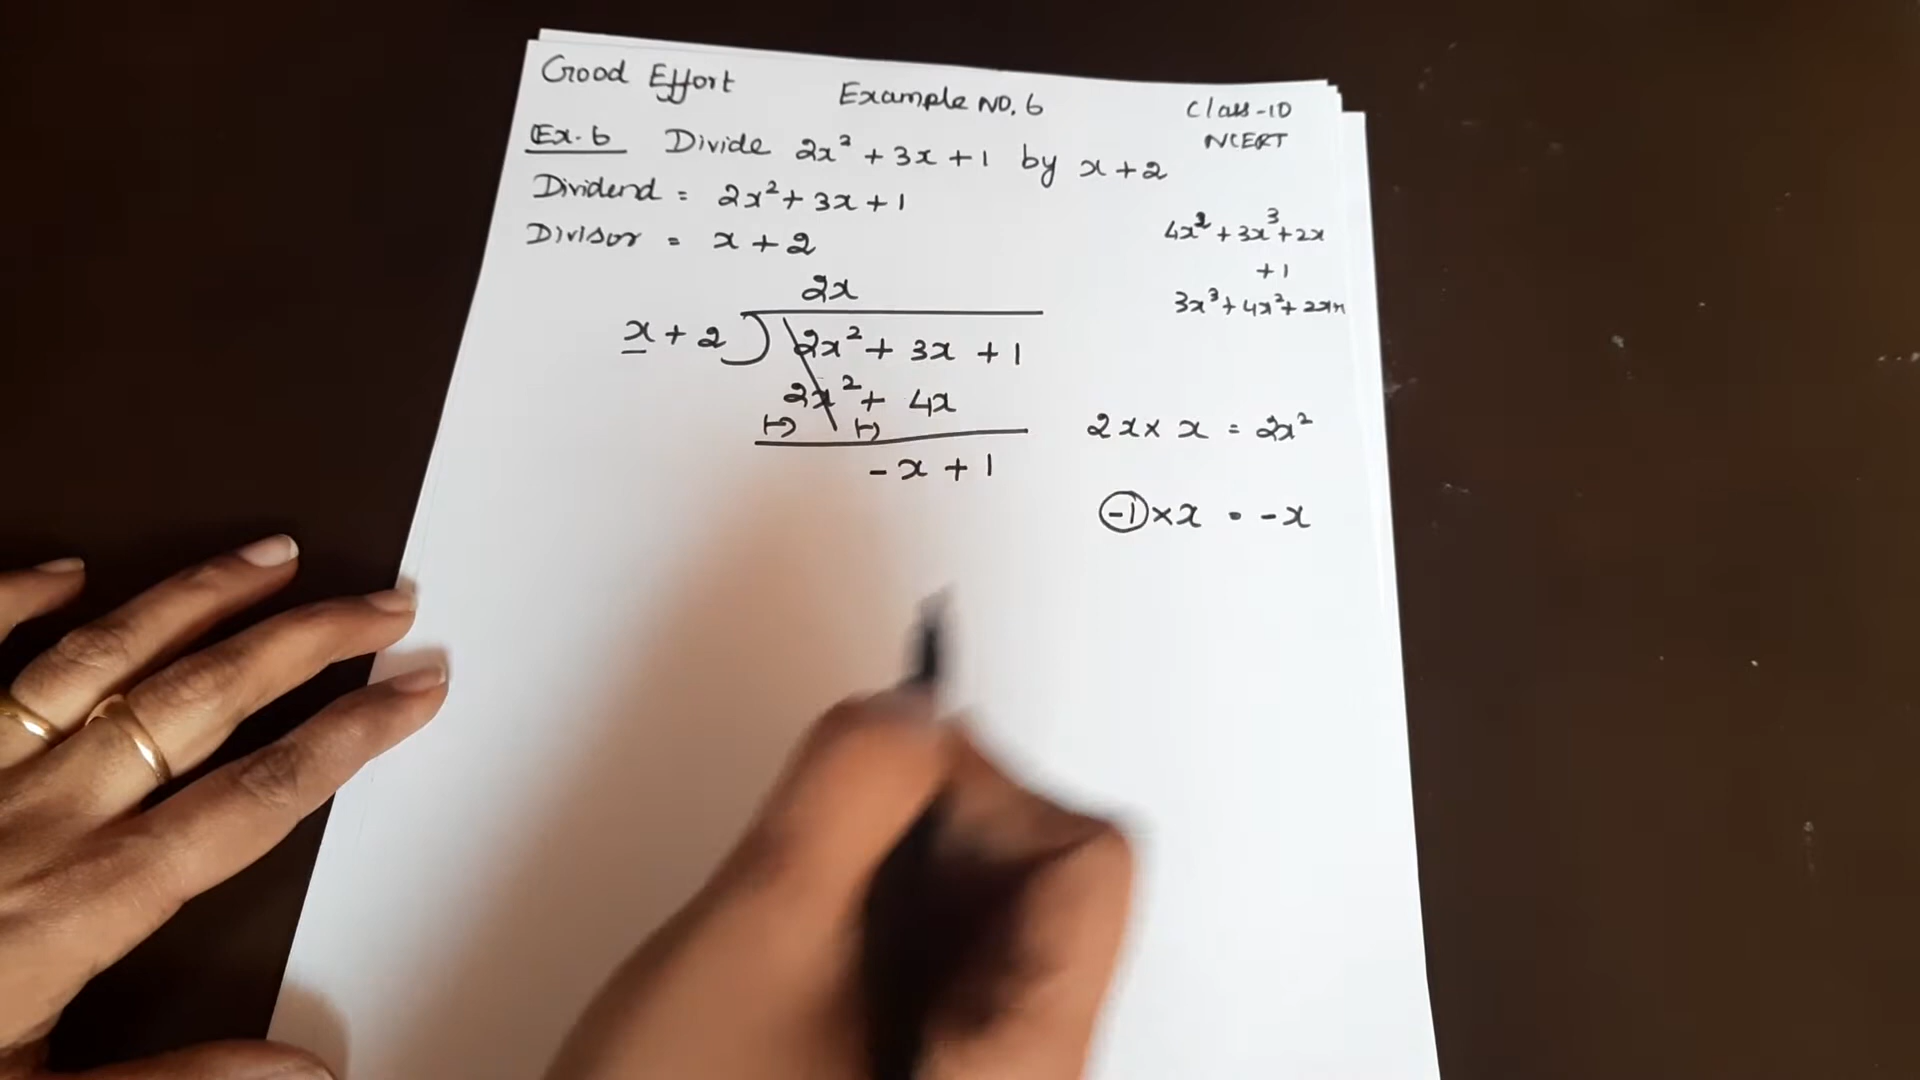 Good Effort Example NO. 6 Class-10
NCERT
Ex-6 Divide 2x² + 3x + 1 by x + 2
Dividend = 2x² + 3x + 1
Divisor = x + 2
4x² + 3x³ + 2x
+ 1
3x³ + 4x² + 2x+1
2x
x + 2 ) 2x² + 3x + 1
2x² + 4x
(-) (-)
-x + 1
2x × x = 2x²
-1 × x = -x